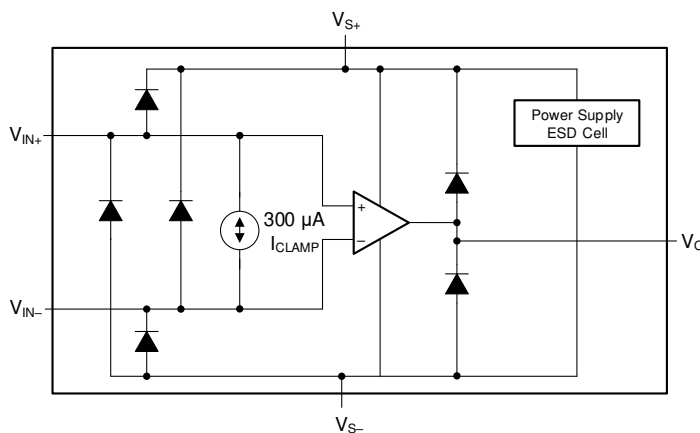 VS+
Power Supply
ESD Cell
VIN+
300 µA
ICLAMP
+
–
VO
VIN–
VS–